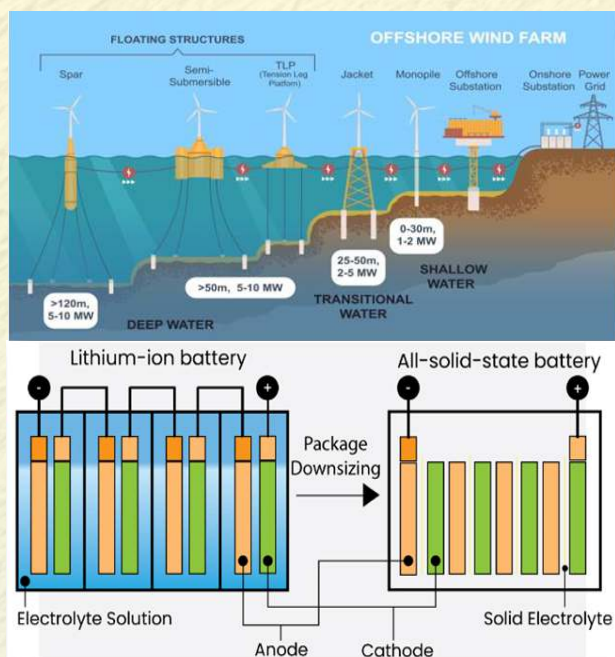 FLOATING STRUCTURES
OFFSHORE WIND FARM
Spar
Semi-
Submersible
TLP
(Tension Leg
Platform)
Jacket
Monopile
Offshore
Substation
Onshore
Substation
Power
Grid
0-30m,
1-2 MW
25-50m,
2-5 MW
>50m, 5-10 MW
>120m,
5-10 MW
SHALLOW
WATER
TRANSITIONAL
WATER
DEEP WATER
Lithium-ion battery
All-solid-state battery
-
+
-
+
Package
Downsizing
Electrolyte Solution
Solid Electrolyte
Anode
Cathode